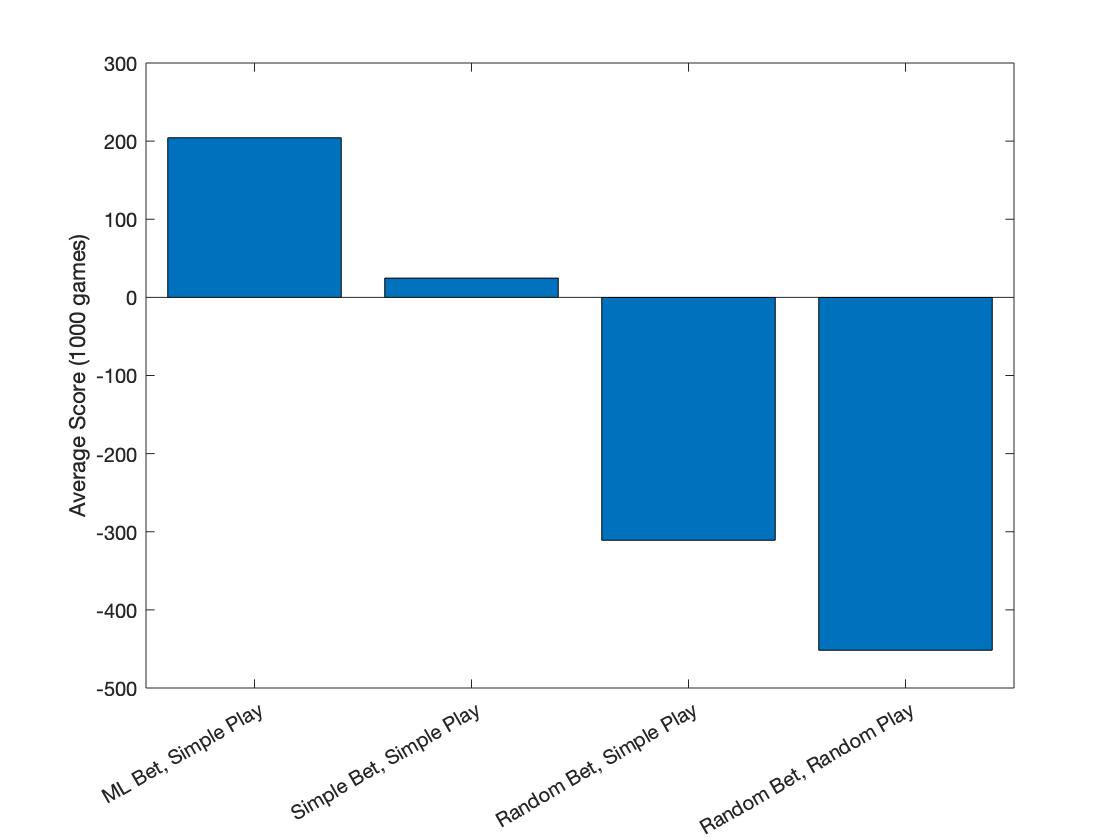 300
200
100
0
-100
-200
-300
-400
-500
Average Score (1000 games)
ML Bet, Simple Play
Simple Bet, Simple Play
Random Bet, Simple Play
Random Bet, Random Play